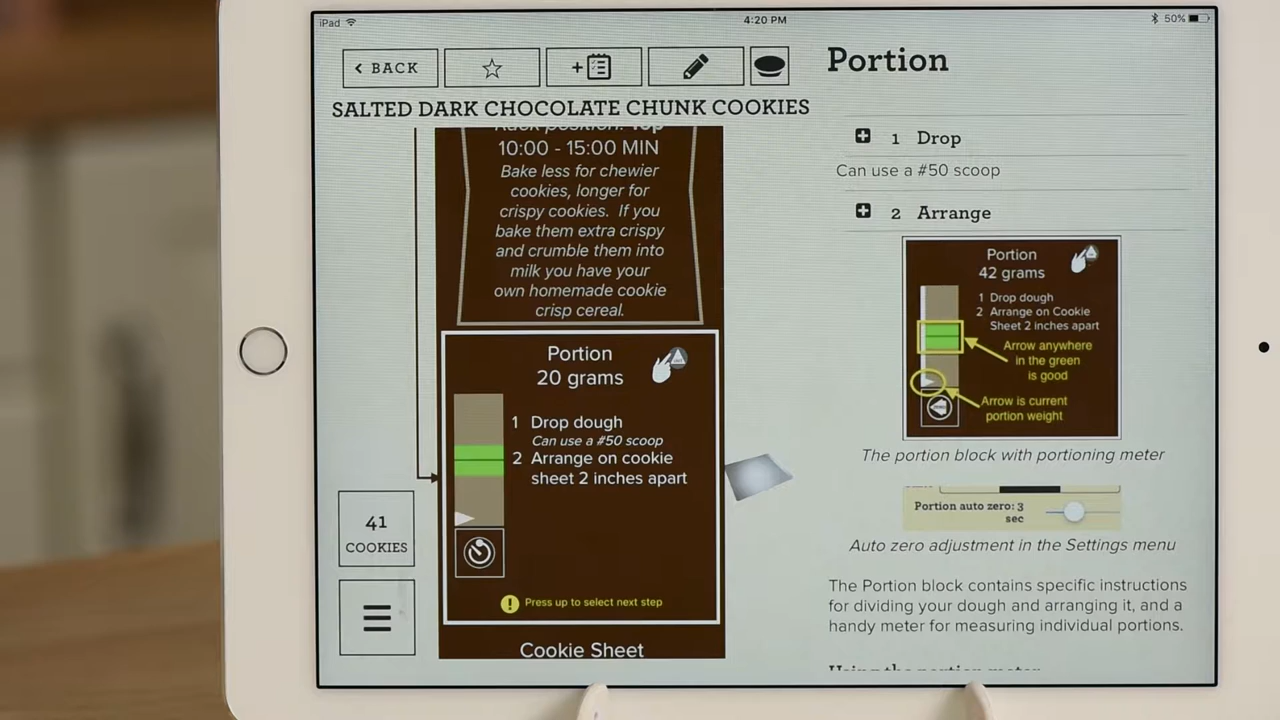 iPad
4:20 PM
50%
BACK
SALTED DARK CHOCOLATE CHUNK COOKIES
Rack position: Top
10:00 - 15:00 MIN
Bake less for chewier
cookies, longer for
crispy cookies. If you
bake them extra crispy
and crumble them into
milk you have your
own homemade cookie
crisp cereal.
Portion
20 grams
1 Drop dough
Can use a #50 scoop
2 Arrange on cookie
sheet 2 inches apart
Press up to select next step
Cookie Sheet
41
COOKIES
Portion
1 Drop
Can use a #50 scoop
2 Arrange
Portion
42 grams
1 Drop dough
2 Arrange on Cookie
Sheet 2 inches apart
Arrow anywhere
in the green
is good
Arrow is current
portion weight
The portion block with portioning meter
Portion auto zero: 3
sec
Auto zero adjustment in the Settings menu
The Portion block contains specific instructions
for dividing your dough and arranging it, and a
handy meter for measuring individual portions.
Using the portion meter